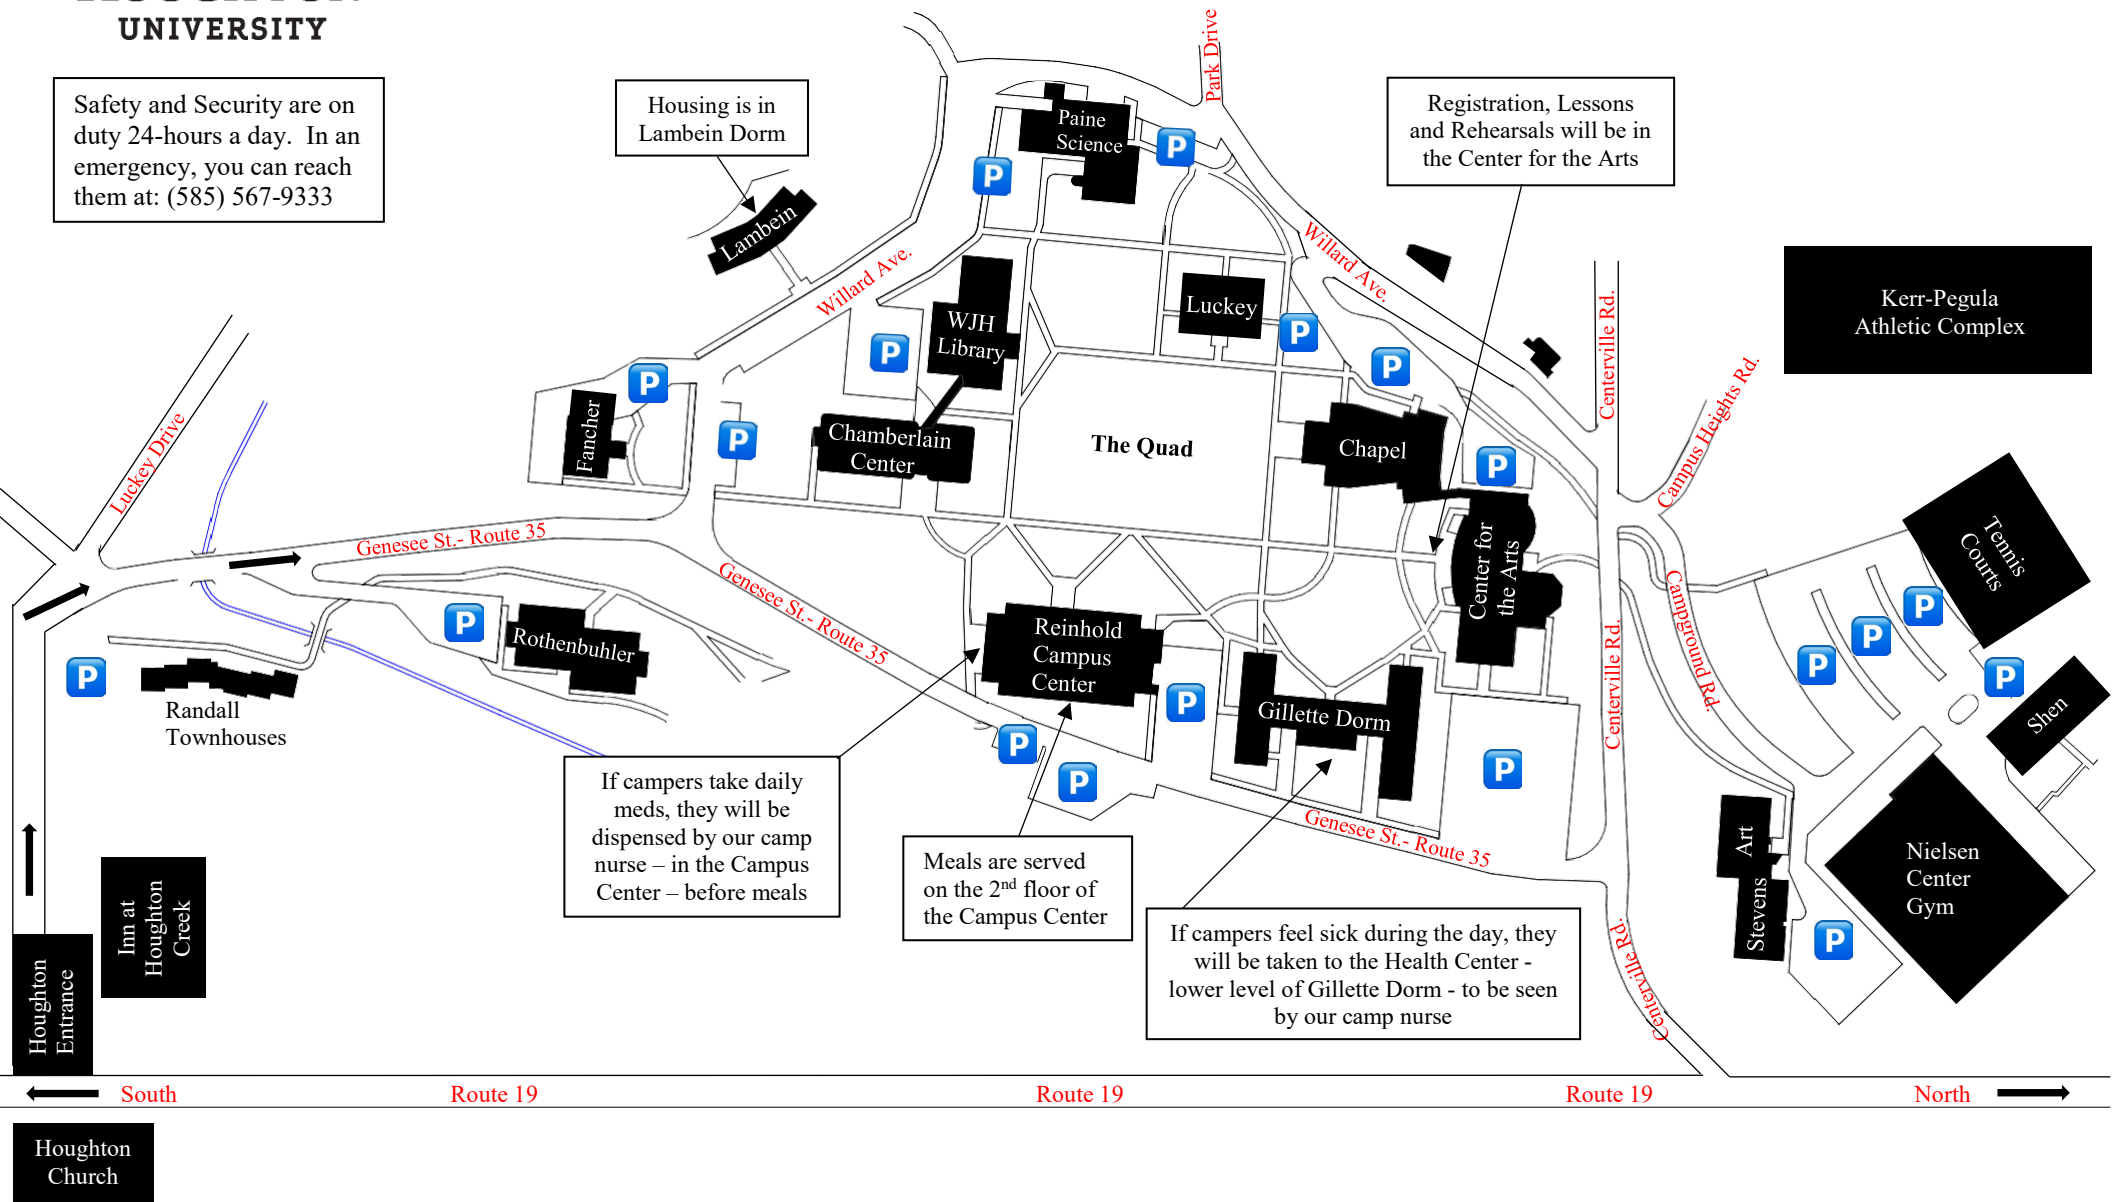 UNIVERSITY
Safety and Security are on
duty 24-hours a day. In an
emergency, you can reach
them at: (585) 567-9333
Housing is in
Lambein Dorm
Registration, Lessons
and Rehearsals will be in
the Center for the Arts
Park Drive
Paine
Science
P
P
Lambein
Willard Ave.
Willard Ave.
Kerr-Pegula
Athletic Complex
WJH
Library
Luckey
P
P
P
P
Centerville Rd.
Campus Heights Rd.
Luckey Drive
Fancher
P
Chamberlain
Center
The Quad
Chapel
P
Genesee St.- Route 35
Genesee St.- Route 35
Center for
the Arts
Tennis
Courts
P
P
P
P
P
Rothenbuhler
Reinhold
Campus
Center
Centerville Rd.
Campground Rd.
P
Randall
Townhouses
P
Gillette Dorm
Shen
P
P
P
If campers take daily
meds, they will be
dispensed by our camp
nurse – in the Campus
Center – before meals
Meals are served
on the 2nd floor of
the Campus Center
Genesee St.- Route 35
If campers feel sick during the day, they
will be taken to the Health Center -
lower level of Gillette Dorm - to be seen
by our camp nurse
Stevens Art
Nielsen
Center
Gym
P
Inn at
Houghton
Creek
Houghton
Entrance
Centerville Rd.
South
Route 19
Route 19
Route 19
North
Houghton
Church